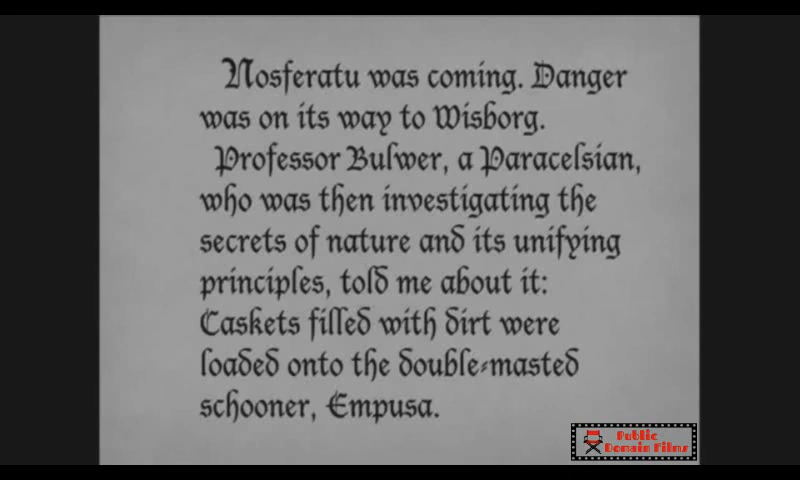 Nosferatu was coming. Danger
was on its way to Wisborg.
Professor Bulwer, a Paracelsian,
who was then investigating the
secrets of nature and its unifying
principles, told me about it:
Caskets filled with dirt were
loaded onto the double-masted
schooner, Empusa.
Public
Domain Films